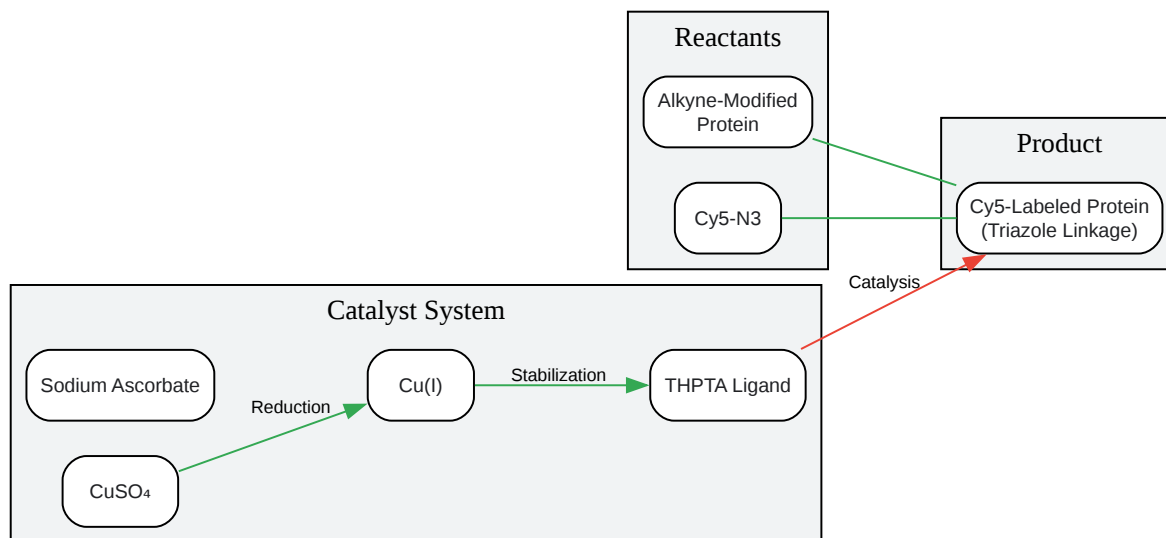 Reactants
Alkyne-Modified
Protein
Cy5-N3
Product
Cy5-Labeled Protein
(Triazole Linkage)
Catalysis
Catalyst System
Sodium Ascorbate
CuSO₄
Reduction
Cu(I)
Stabilization
THPTA Ligand